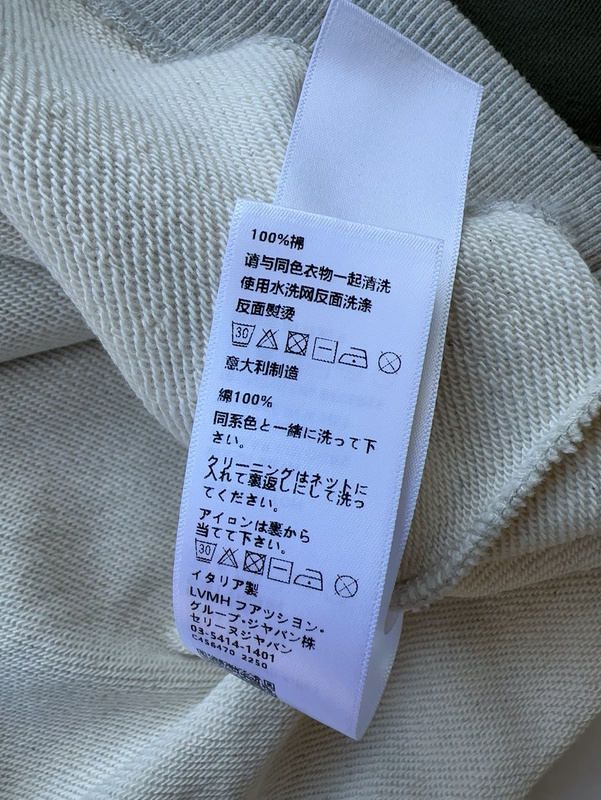 100%棉
请与同色衣物一起清洗
使用水洗网反面洗涤
反面熨烫
30
意大利制造
綿100%
同系色と一緒に洗って下
さい。
クリーニングはネットに
入れて裏返しにして洗っ
てください。
アイロンは裏から
当てて下さい。
30
イタリア製
LVMH ファッション・
グループ・ジャパン株
セリーヌジャパン
03-5414-1401
C456470 2250